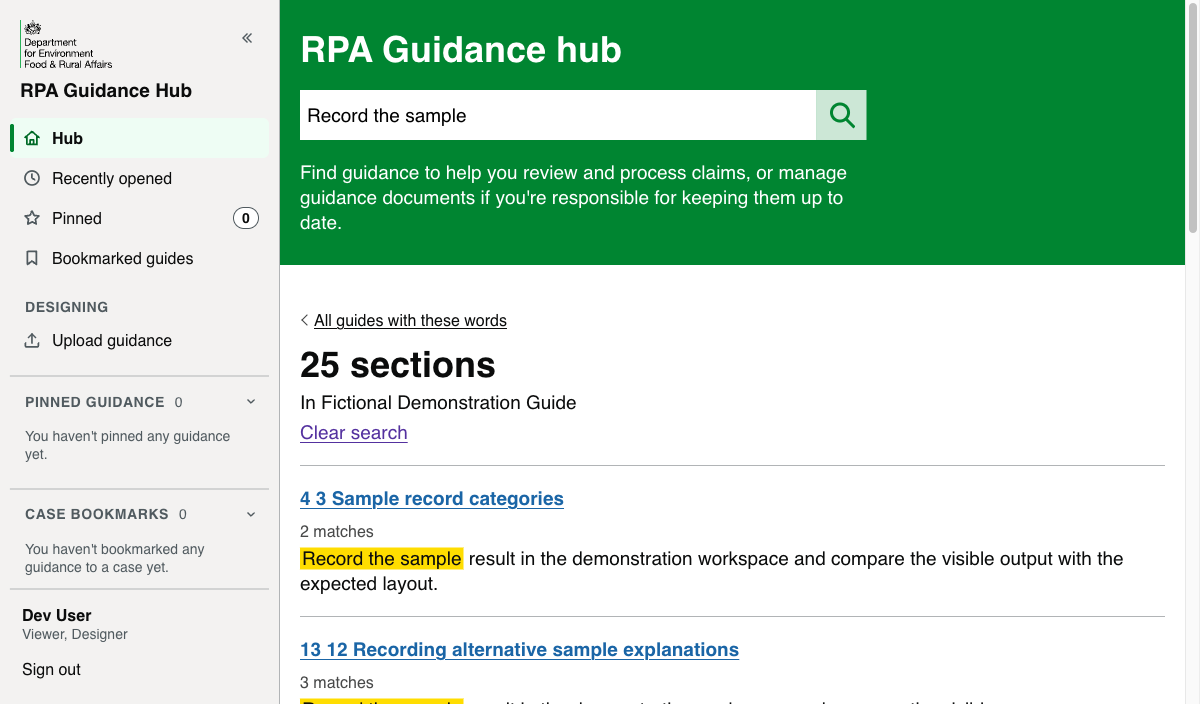 Department
for Environment
Food & Rural Affairs
RPA Guidance Hub
Hub
Recently opened
Pinned 0
Bookmarked guides
DESIGNING
Upload guidance
PINNED GUIDANCE 0
You haven't pinned any guidance
yet.
CASE BOOKMARKS 0
You haven't bookmarked any
guidance to a case yet.
Dev User
Viewer, Designer
Sign out
RPA Guidance hub
Record the sample
Find guidance to help you review and process claims, or manage
guidance documents if you're responsible for keeping them up to
date.
All guides with these words
25 sections
In Fictional Demonstration Guide
Clear search
4 3 Sample record categories
2 matches
Record the sample result in the demonstration workspace and compare the visible output with the
expected layout.
13 12 Recording alternative sample explanations
3 matches